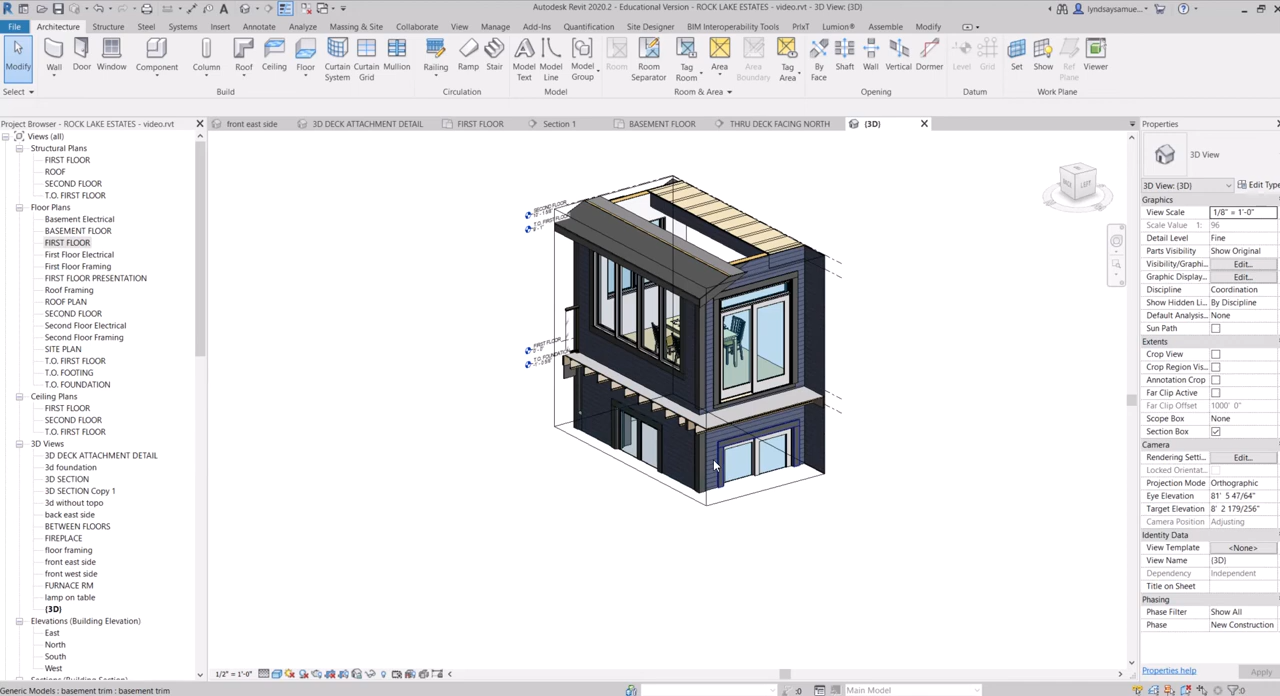 Autodesk Revit 2020.2 - Educational Version - ROCK LAKE ESTATES - video.rvt - 3D View: {3D}
lyndsaysamue...
File Architecture Structure Steel Systems Insert Annotate Analyze Massing & Site Collaborate View Manage Add-Ins Quantification Site Designer BIM Interoperability Tools PrixT Lumion® Assemble Modify
Modify Wall Door Window Component Column Roof Ceiling Floor Curtain System Curtain Grid Mullion Railing Ramp Stair Model Text Model Line Model Group Room Room Separator Tag Room Area Area Boundary Tag Area By Face Shaft Wall Vertical Dormer Level Grid Set Show Ref Plane Viewer
Select Build Circulation Model Room & Area Opening Datum Work Plane
Project Browser - ROCK LAKE ESTATES - video.rvt
front east side 3D DECK ATTACHMENT DETAIL FIRST FLOOR Section 1 BASEMENT FLOOR THRU DECK FACING NORTH {3D}
Views (all)
Structural Plans
FIRST FLOOR
ROOF
SECOND FLOOR
T.O. FIRST FLOOR
Floor Plans
Basement Electrical
BASEMENT FLOOR
FIRST FLOOR
First Floor Electrical
First Floor Framing
FIRST FLOOR PRESENTATION
Roof Framing
ROOF PLAN
SECOND FLOOR
Second Floor Electrical
Second Floor Framing
SITE PLAN
T.O. FIRST FLOOR
T.O. FOOTING
T.O. FOUNDATION
Ceiling Plans
FIRST FLOOR
SECOND FLOOR
T.O. FIRST FLOOR
3D Views
3D DECK ATTACHMENT DETAIL
3d foundation
3D SECTION
3D SECTION Copy 1
3d without topo
back east side
BETWEEN FLOORS
FIREPLACE
floor framing
front east side
front west side
FURNACE RM
lamp on table
{3D}
Elevations (Building Elevation)
East
North
South
West
SECOND FLOOR
T.O. FIRST FLOOR
FIRST FLOOR
T.O. FOUNDATION
BACK LEFT
Properties
3D View
3D View: {3D} Edit Type
Graphics
View Scale 1/8" = 1'-0"
Scale Value 1: 96
Detail Level Fine
Parts Visibility Show Original
Visibility/Graphi... Edit...
Graphic Display... Edit...
Discipline Coordination
Show Hidden Li... By Discipline
Default Analysis... None
Sun Path
Extents
Crop View
Crop Region Vis...
Annotation Crop
Far Clip Active
Far Clip Offset 1000' 0"
Scope Box None
Section Box
Camera
Rendering Setti... Edit...
Locked Orientat...
Projection Mode Orthographic
Eye Elevation 81' 5 47/64"
Target Elevation 8' 2 179/256"
Camera Position Adjusting
Identity Data
View Template <None>
View Name {3D}
Dependency Independent
Title on Sheet
Phasing
Phase Filter Show All
Phase New Construction
Properties help Apply
1/2" = 1'-0"
Generic Models : basement trim : basement trim
:0 Main Model